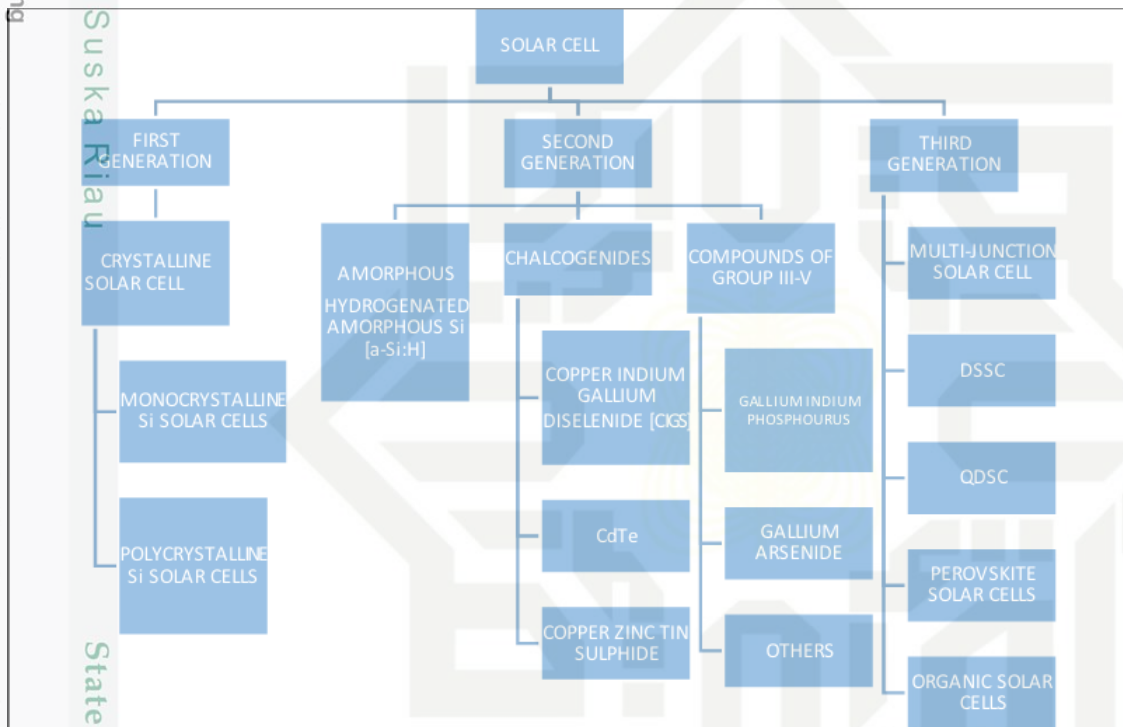 ng
Suska Riau
State
SOLAR CELL
FIRST
GENERATION
SECOND
GENERATION
THIRD
GENERATION
CRYSTALLINE
SOLAR CELL
MONOCRYSTALLINE
Si SOLAR CELLS
POLYCRYSTALLINE
Si SOLAR CELLS
AMORPHOUS
HYDROGENATED
AMORPHOUS Si
[a-Si:H]
CHALCOGENIDES
COPPER INDIUM
GALLIUM
DISELENIDE [CIGS]
CdTe
COPPER ZINC TIN
SULPHIDE
COMPOUNDS OF
GROUP III-V
GALLIUM INDIUM
PHOSPHOURUS
GALLIUM
ARSENIDE
OTHERS
MULTI-JUNCTION
SOLAR CELL
DSSC
QDSC
PEROVSKITE
SOLAR CELLS
ORGANIC SOLAR
CELLS